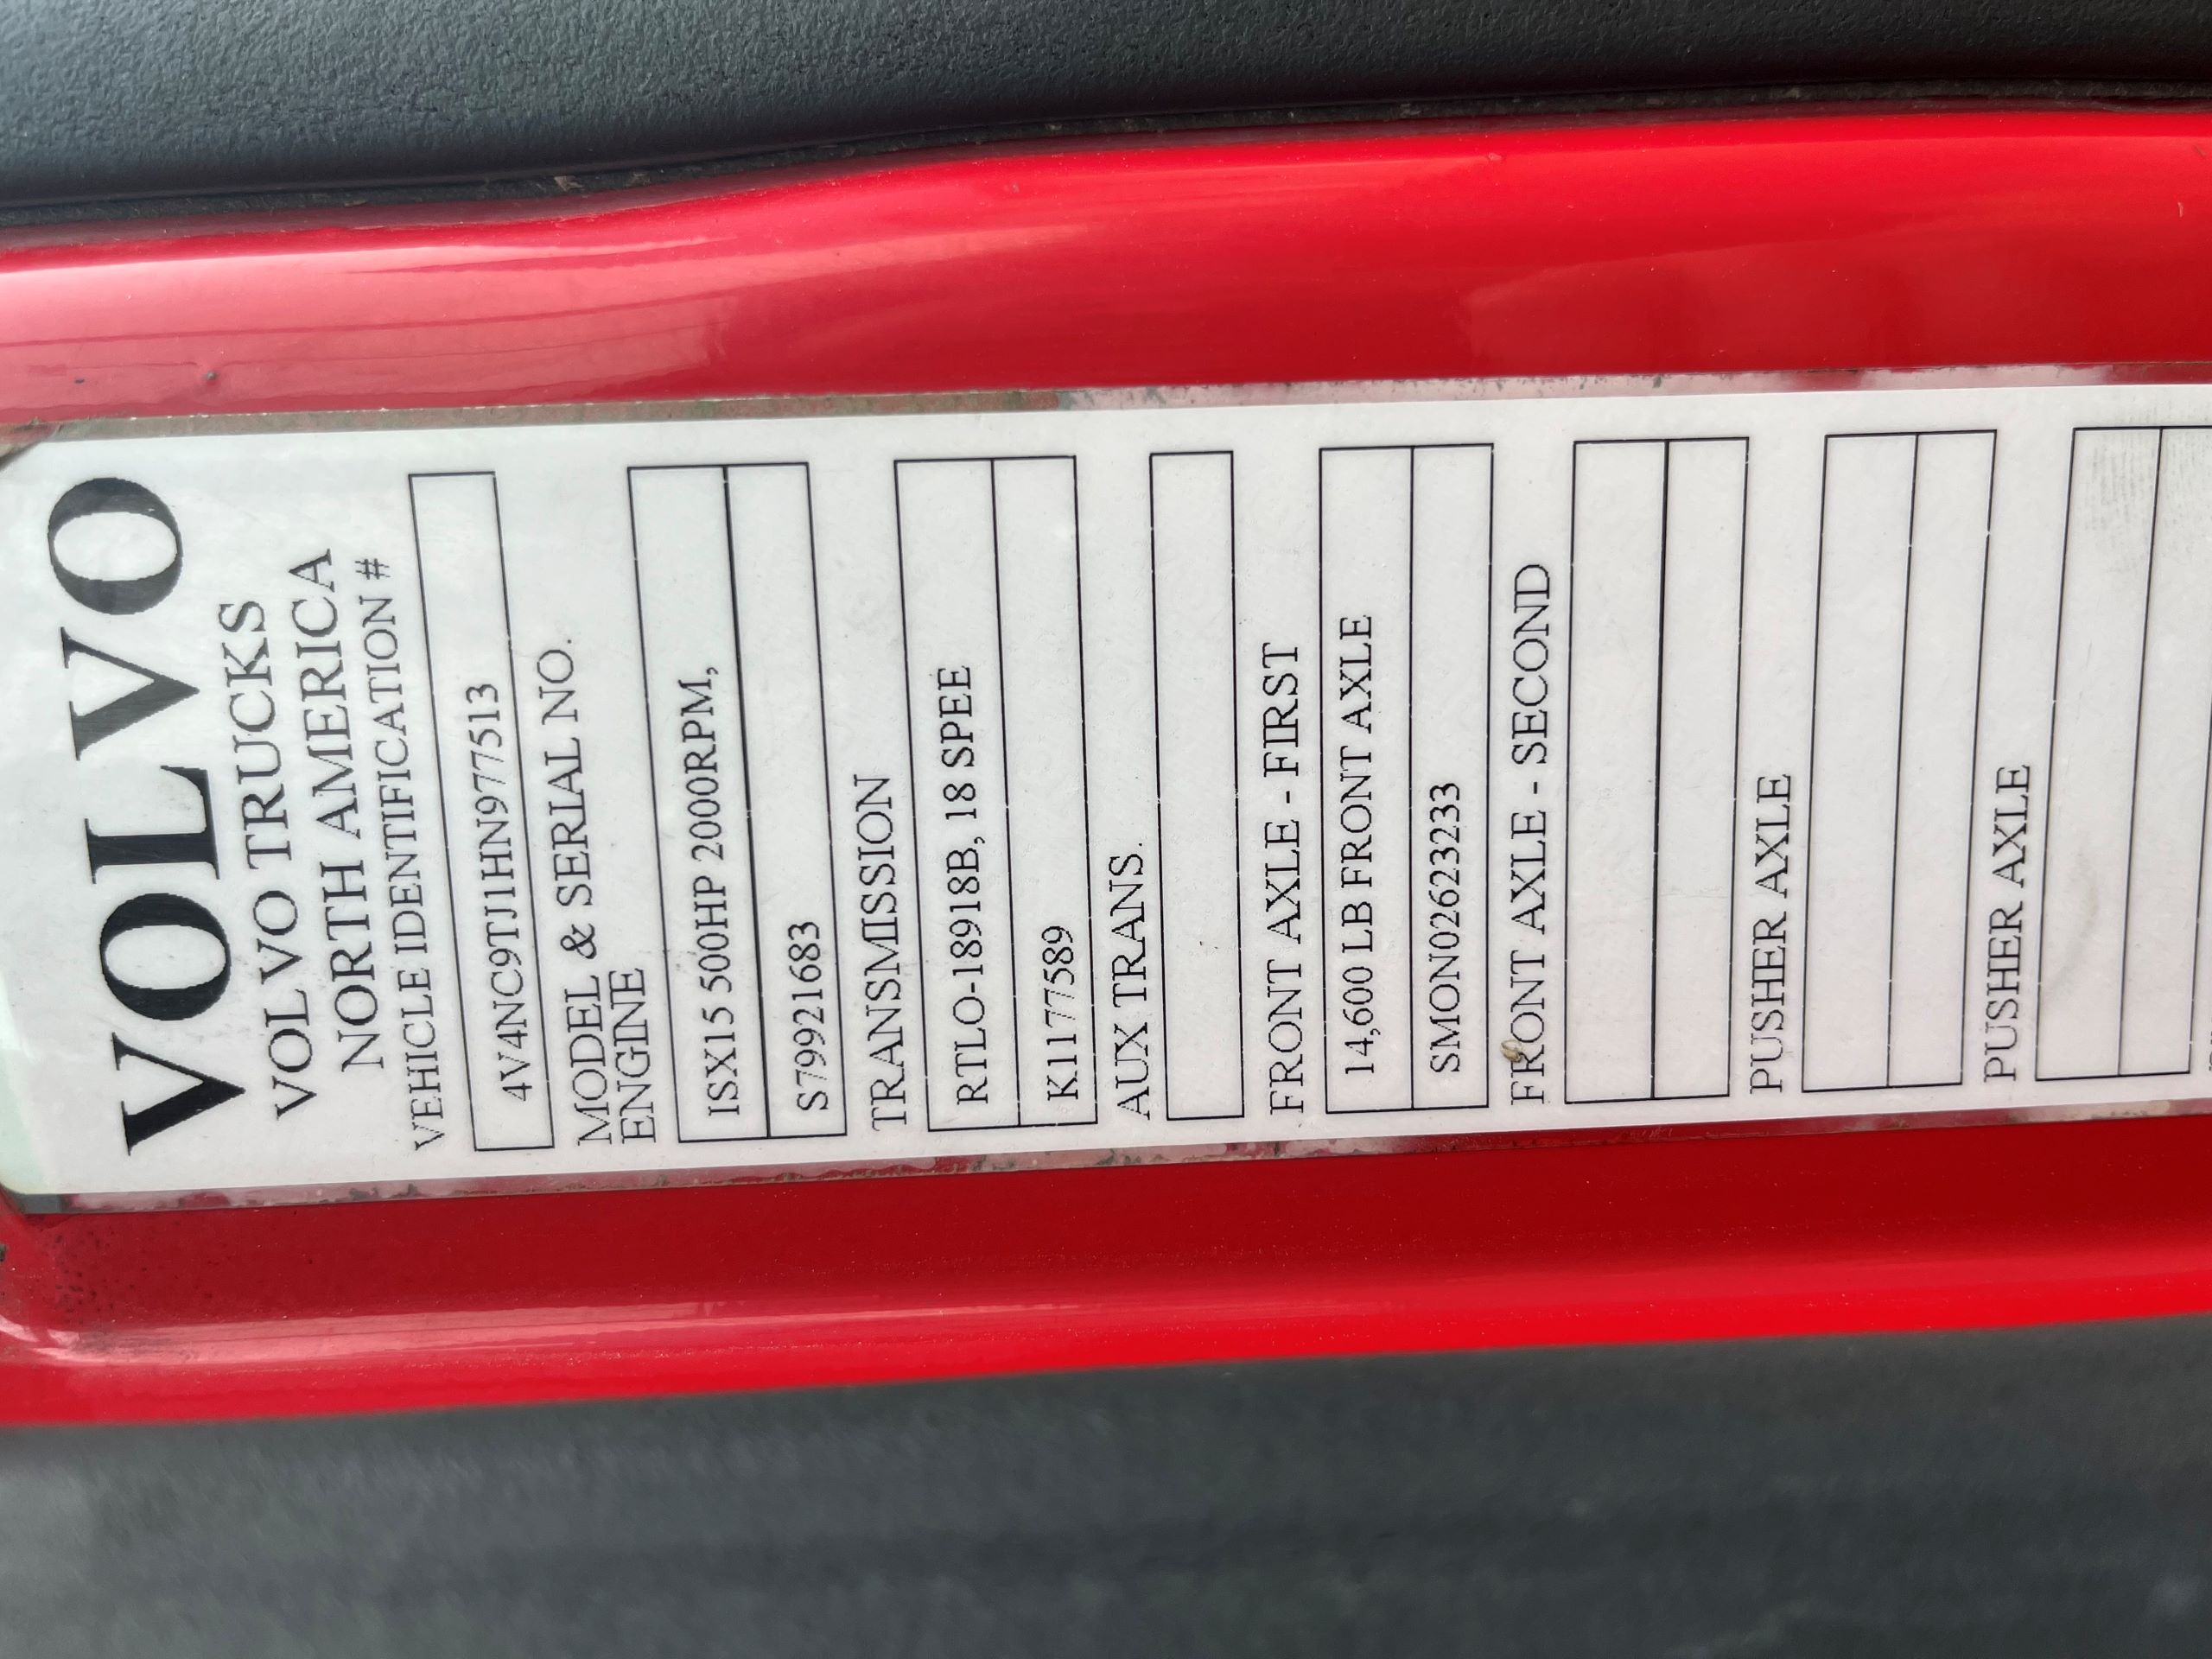 VOLVO
VOLVO TRUCKS
NORTH AMERICA
VEHICLE IDENTIFICATION #
4V4NC9TJ1HN977513
MODEL & SERIAL NO.
ENGINE
ISX15 500HP 2000RPM,
S79921683
TRANSMISSION
RTLO-18918B, 18 SPEE
K1177589
AUX TRANS.
FRONT AXLE - FIRST
14,600 LB FRONT AXLE
SMON02623233
FRONT AXLE - SECOND
PUSHER AXLE
PUSHER AXLE